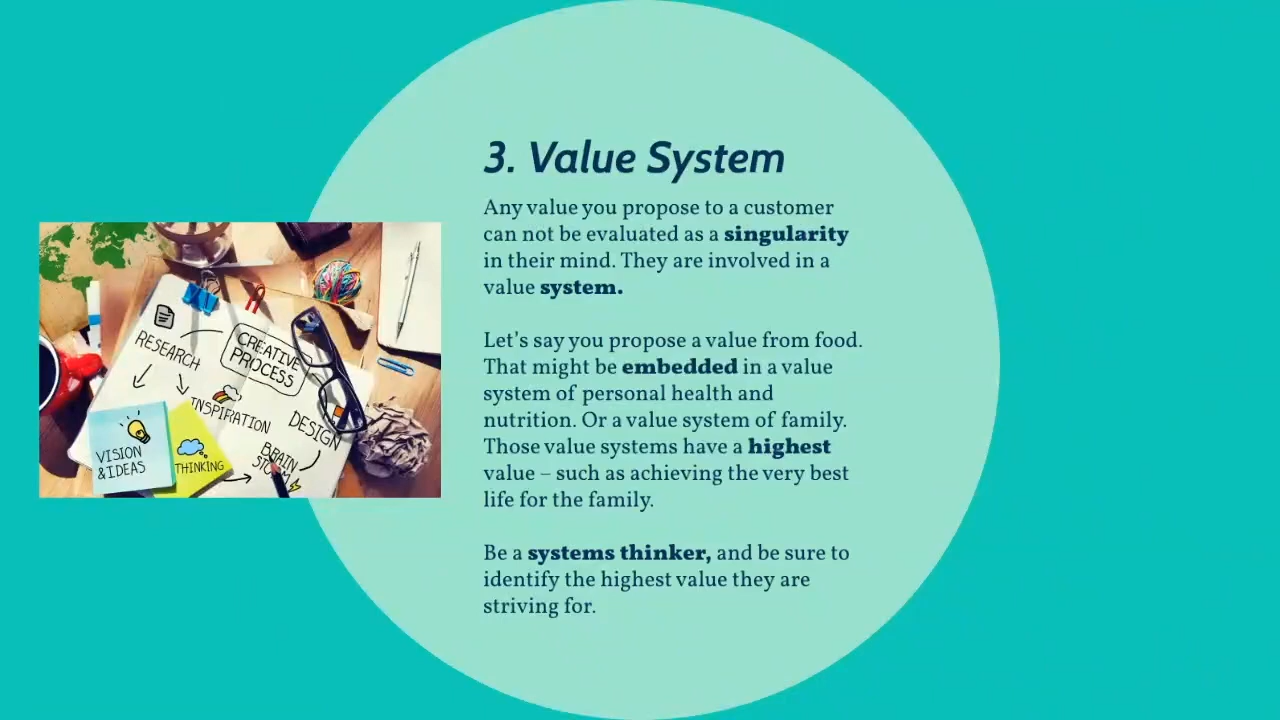 3. Value System
Any value you propose to a customer
can not be evaluated as a singularity
in their mind. They are involved in a
value system.
Let's say you propose a value from food.
That might be embedded in a value
system of personal health and
nutrition. Or a value system of family.
Those value systems have a highest
value – such as achieving the very best
life for the family.
Be a systems thinker, and be sure to
identify the highest value they are
striving for.
RESEARCH
CREATIVE
PROCESS
INSPIRATION
DESIGN
VISION
&IDEAS
THINKING
BRAIN
STORM